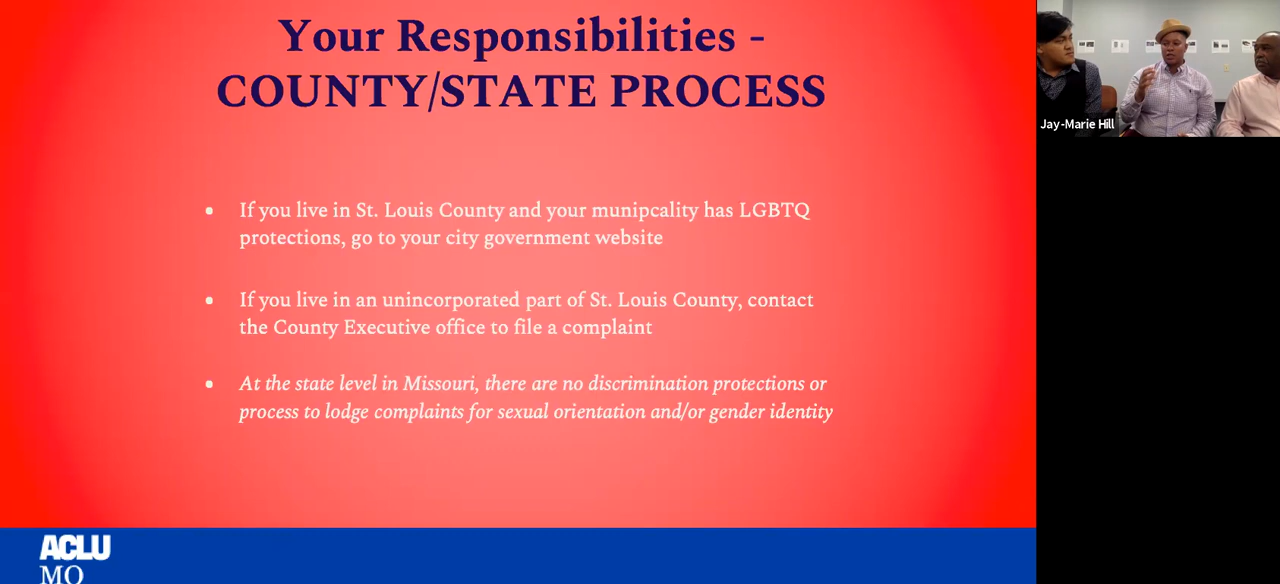 Your Responsibilities -
COUNTY/STATE PROCESS
If you live in St. Louis County and your munipcality has LGBTQ
protections, go to your city government website
If you live in an unincorporated part of St. Louis County, contact
the County Executive office to file a complaint
At the state level in Missouri, there are no discrimination protections or
process to lodge complaints for sexual orientation and/or gender identity
ACLU
MO
Jay-Marie Hill